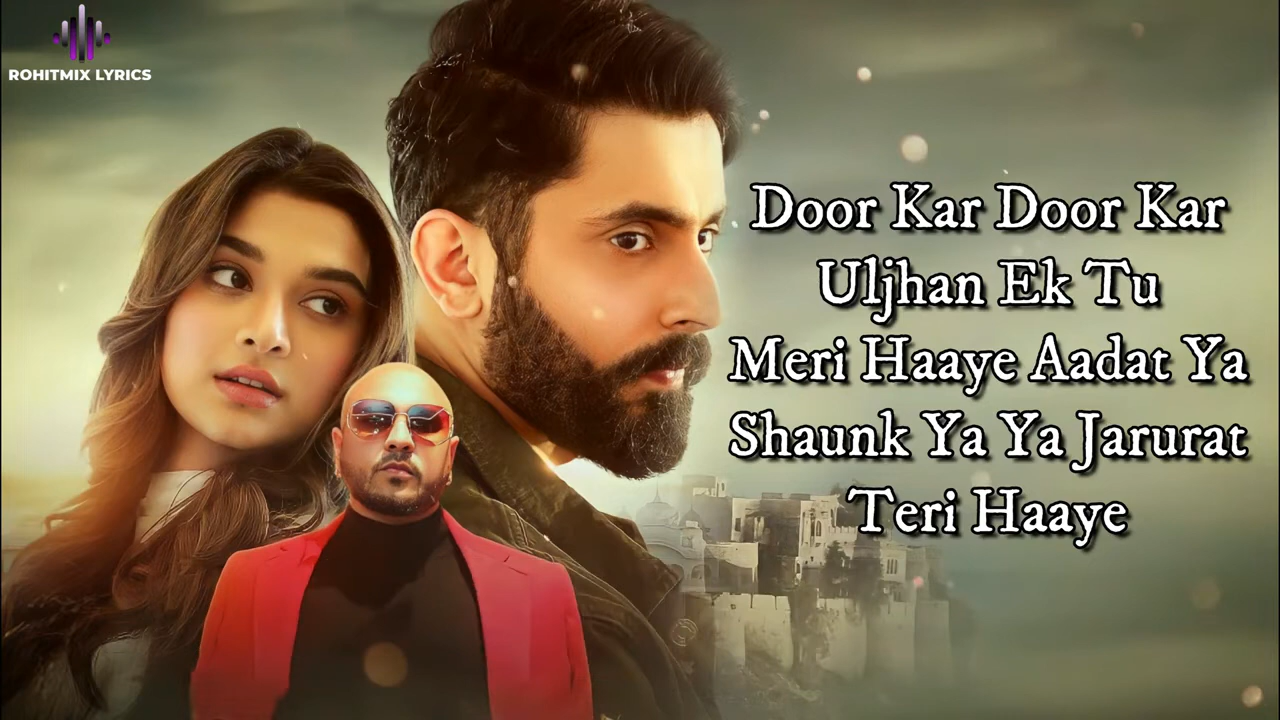 ROHITMIX LYRICS
Door Kar Door Kar
Uljhan Ek Tu
Meri Haaye Aadat Ya
Shaunk Ya Ya Jarurat
Teri Haaye